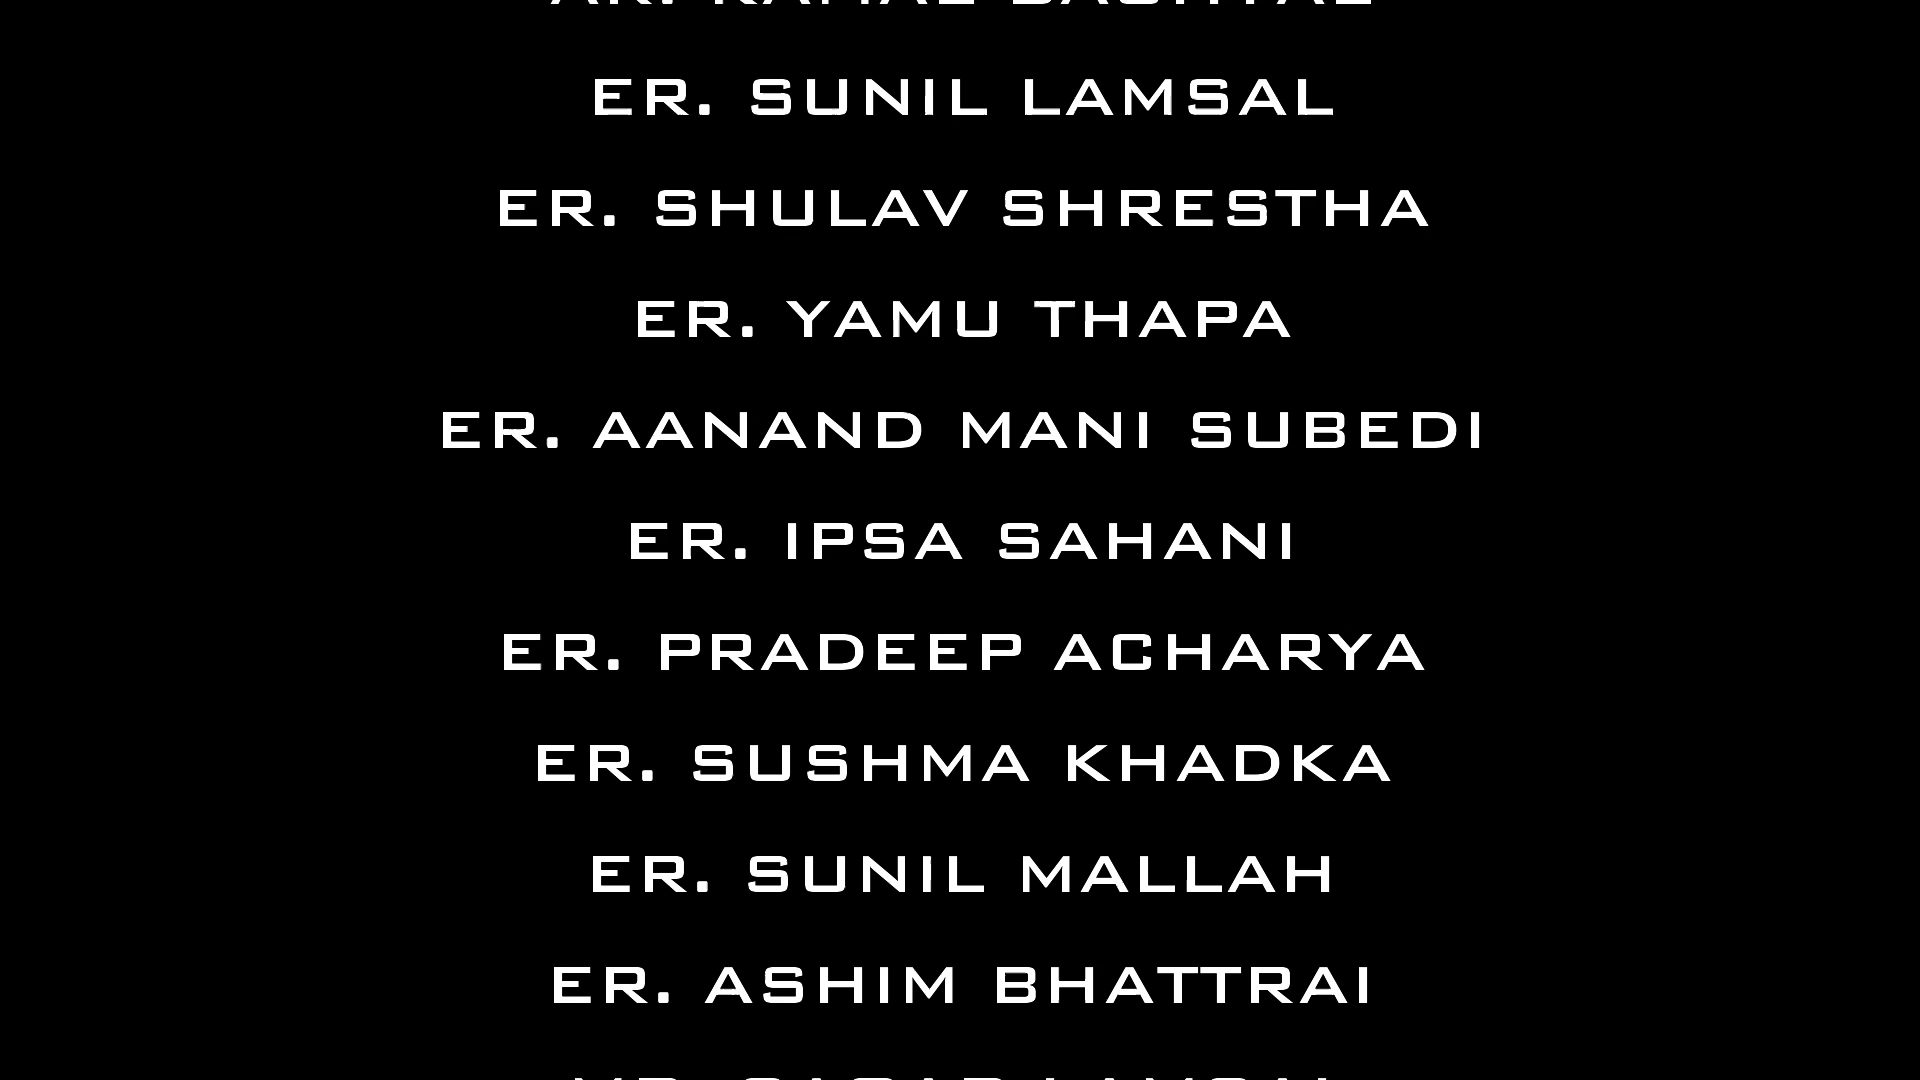 ER. SUNIL LAMSAL
ER. SHULAV SHRESTHA
ER. YAMU THAPA
ER. AANAND MANI SUBEDI
ER. IPSA SAHANI
ER. PRADEEP ACHARYA
ER. SUSHMA KHADKA
ER. SUNIL MALLAH
ER. ASHIM BHATTRAI